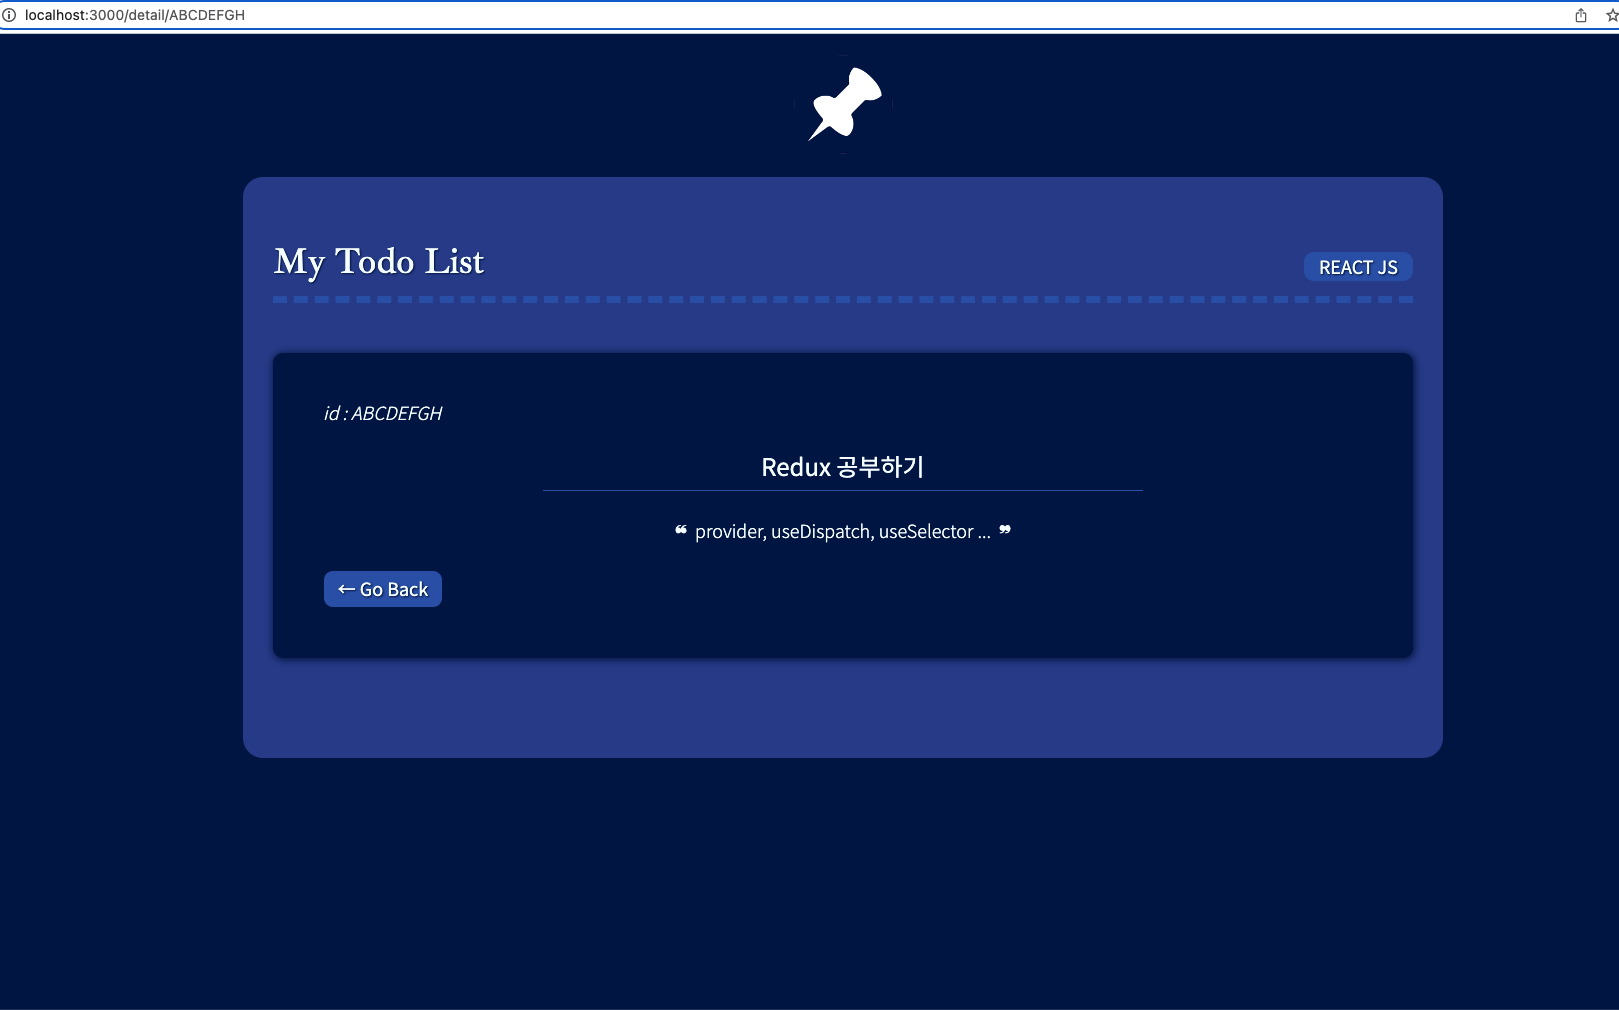 localhost:3000/detail/ABCDEFGH
My Todo List
REACT JS
id : ABCDEFGH
Redux 공부하기
❝ provider, useDispatch, useSelector ... ❞
← Go Back